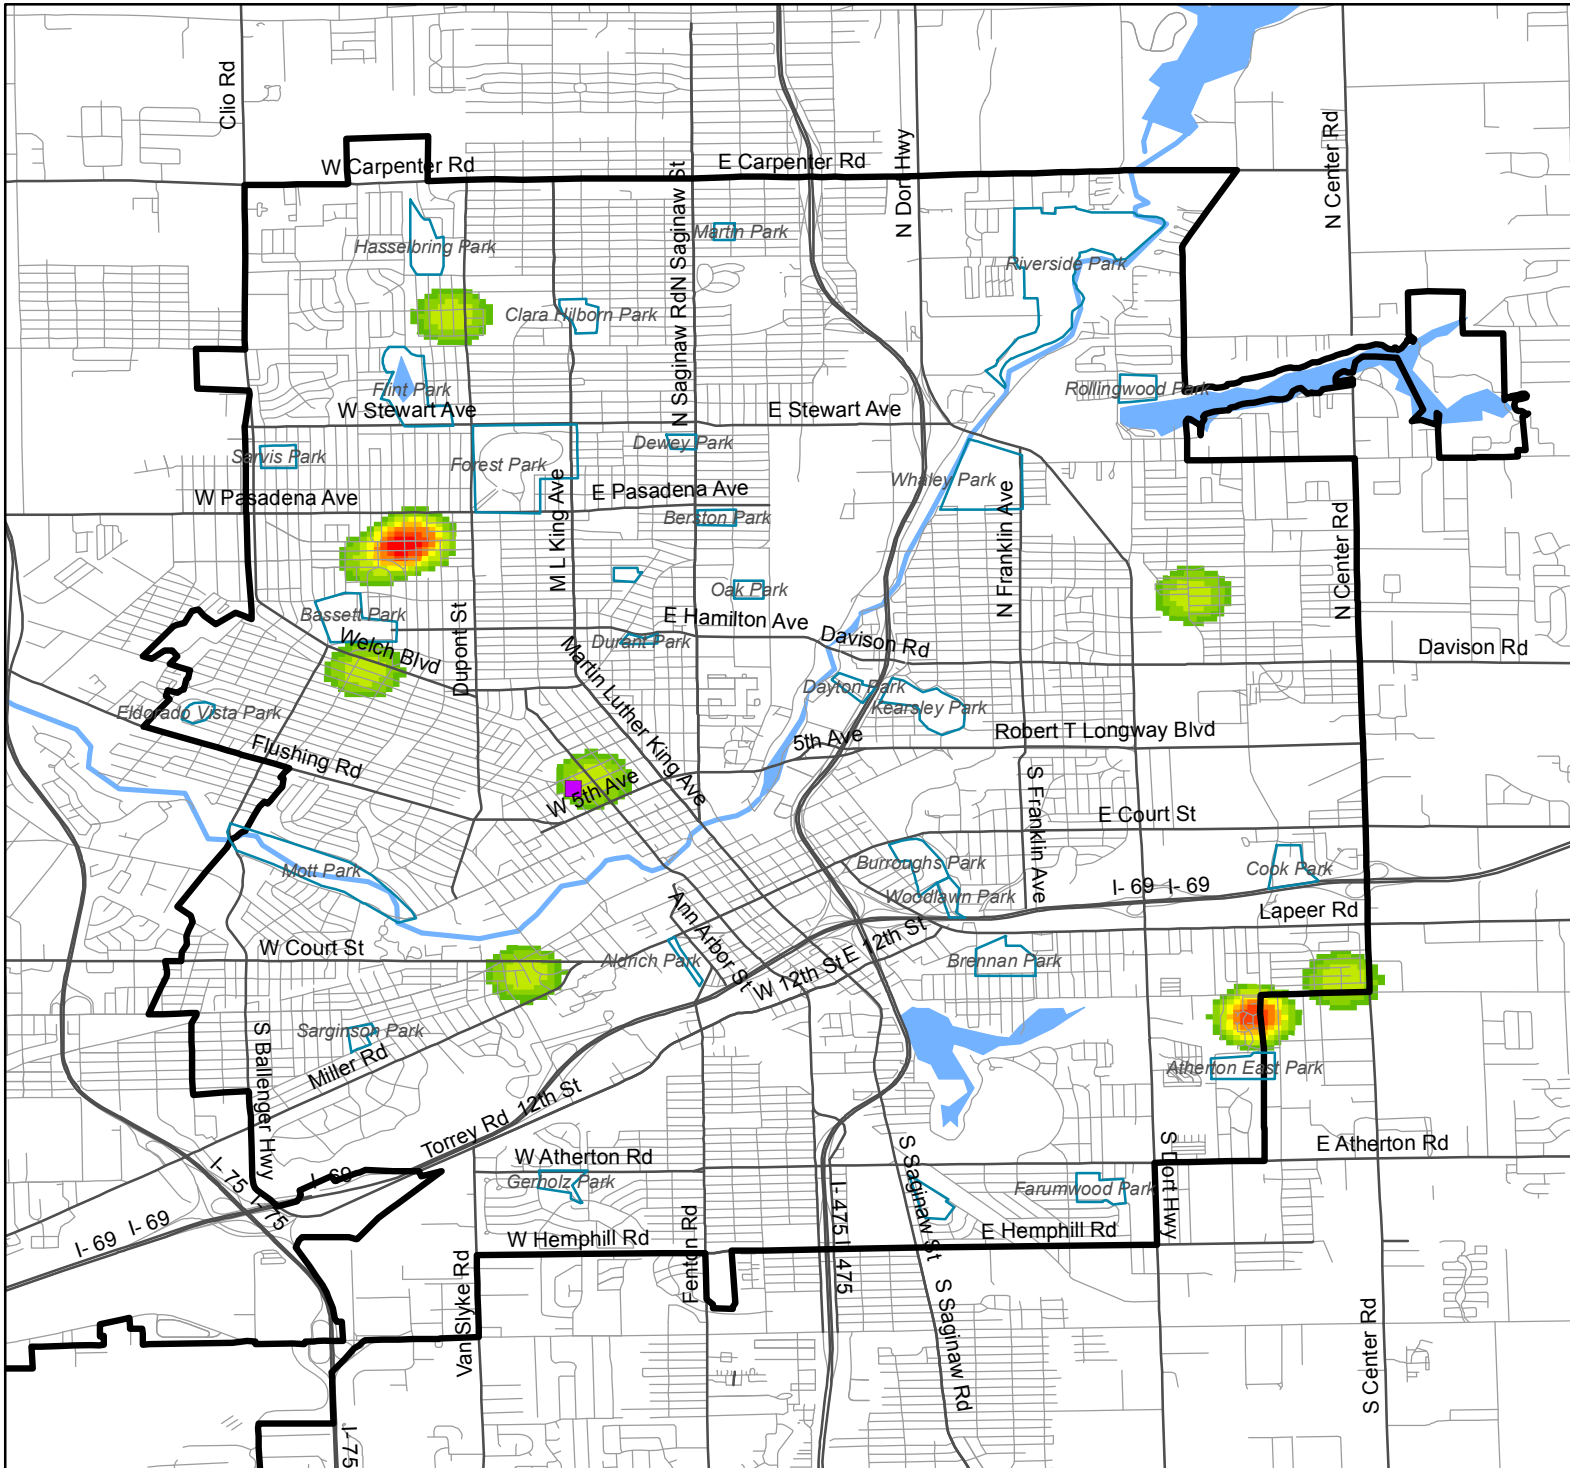 Clio Rd
W Carpenter Rd
E Carpenter Rd
N Dort Hwy
N Center Rd
N Saginaw St
Martin Park
Hasselbring Park
Riverside Park
N Saginaw Rd
Clara Hilborn Park
Flint Park
Rollingwood Park
W Stewart Ave
E Stewart Ave
Dewey Park
Sarvis Park
Forest Park
Whaley Park
W Pasadena Ave
E Pasadena Ave
Berston Park
M L King Ave
N Franklin Ave
N Center Rd
Oak Park
Bassett Park
E Hamilton Ave
Durant Park
Davison Rd
Davison Rd
Welch Blvd
Dupont St
Martin Luther King Ave
Dayton Park
Kearsley Park
Eldorado Vista Park
Flushing Rd
5th Ave
Robert T Longway Blvd
W 5th Ave
S Franklin Ave
E Court St
Mott Park
Burroughs Park
Cook Park
Woodlawn Park
I- 69
I- 69
Lapeer Rd
Ann Arbor St
W Court St
Aldrich Park
E 12th St
W 12th St
Brennan Park
Sarginson Park
Miller Rd
S Ballenger Hwy
Atherton East Park
12th St
Torrey Rd
W Atherton Rd
E Atherton Rd
S Saginaw St
S Dort Hwy
I- 75
I- 75
I- 69
Gerholz Park
Farumwood Park
I- 69
I- 69
W Hemphill Rd
E Hemphill Rd
I- 475
I- 475
Fenton Rd
Van Slyke Rd
S Saginaw Rd
S Center Rd
I- 75